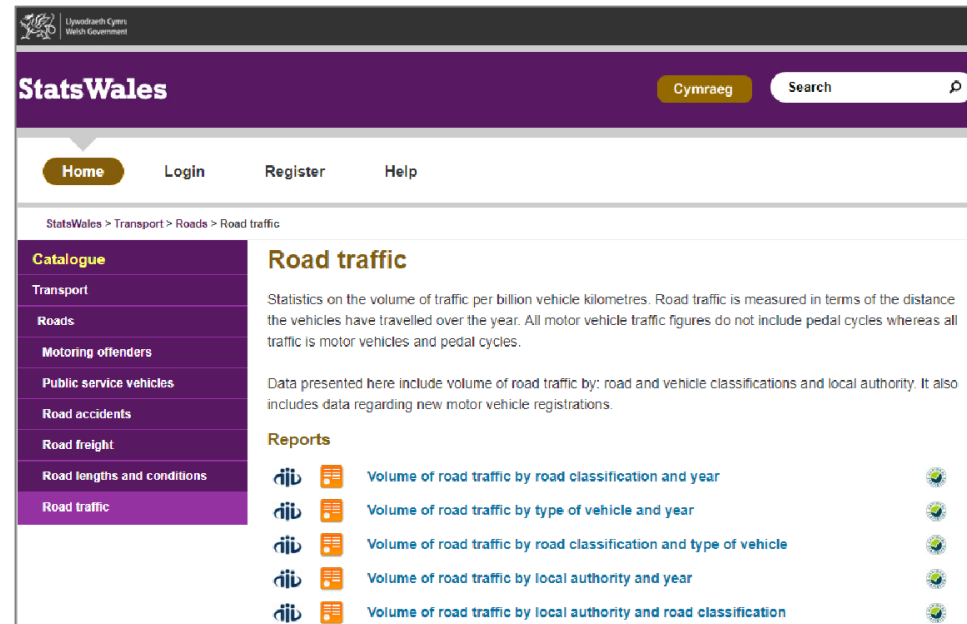 Llywodraeth Cymru
Welsh Government
StatsWales
Cymraeg
Search
Home
Login
Register
Help
StatsWales > Transport > Roads > Road traffic
Catalogue
Transport
Roads
Motoring offenders
Public service vehicles
Road accidents
Road freight
Road lengths and conditions
Road traffic
Road traffic
Statistics on the volume of traffic per billion vehicle kilometres. Road traffic is measured in terms of the distance
the vehicles have travelled over the year. All motor vehicle traffic figures do not include pedal cycles whereas all
traffic is motor vehicles and pedal cycles.
Data presented here include volume of road traffic by: road and vehicle classifications and local authority. It also
includes data regarding new motor vehicle registrations.
Reports
Volume of road traffic by road classification and year
Volume of road traffic by type of vehicle and year
Volume of road traffic by road classification and type of vehicle
Volume of road traffic by local authority and year
Volume of road traffic by local authority and road classification